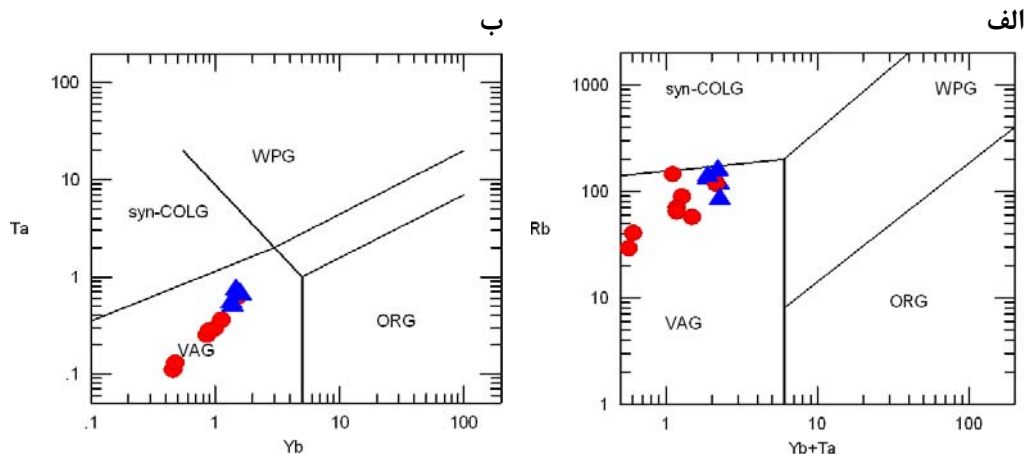 الف
1000
100
10
1
Rb
syn-COLG
WPG
VAG
ORG
1
10
100
Yb+Ta
ب
100
10
1
.1
Ta
WPG
syn-COLG
VAG
ORG
.1
1
10
100
Yb